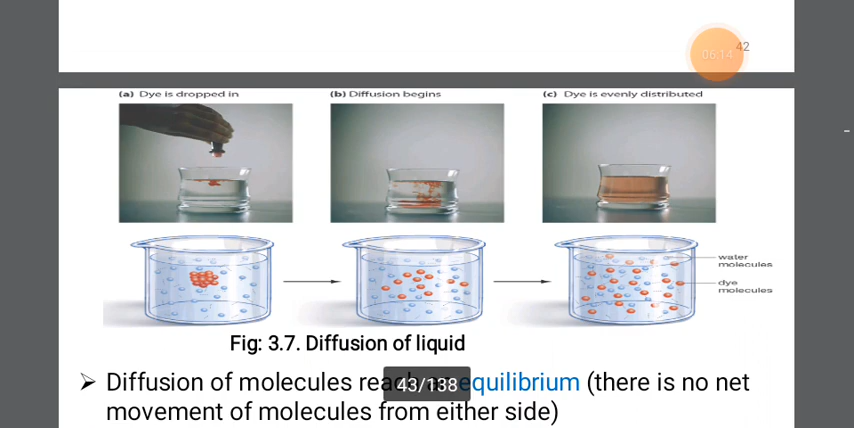 42
06:14
(a) Dye is dropped in
(b) Diffusion begins
(c) Dye is evenly distributed
water
molecules
dye
molecules
Fig: 3.7. Diffusion of liquid
➢ Diffusion of molecules equilibrium (there is no net
43/138
movement of molecules from either side)